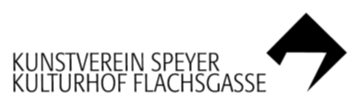 KUNSTVEREIN SPEYER
KULTURHOF FLACHSGASSE